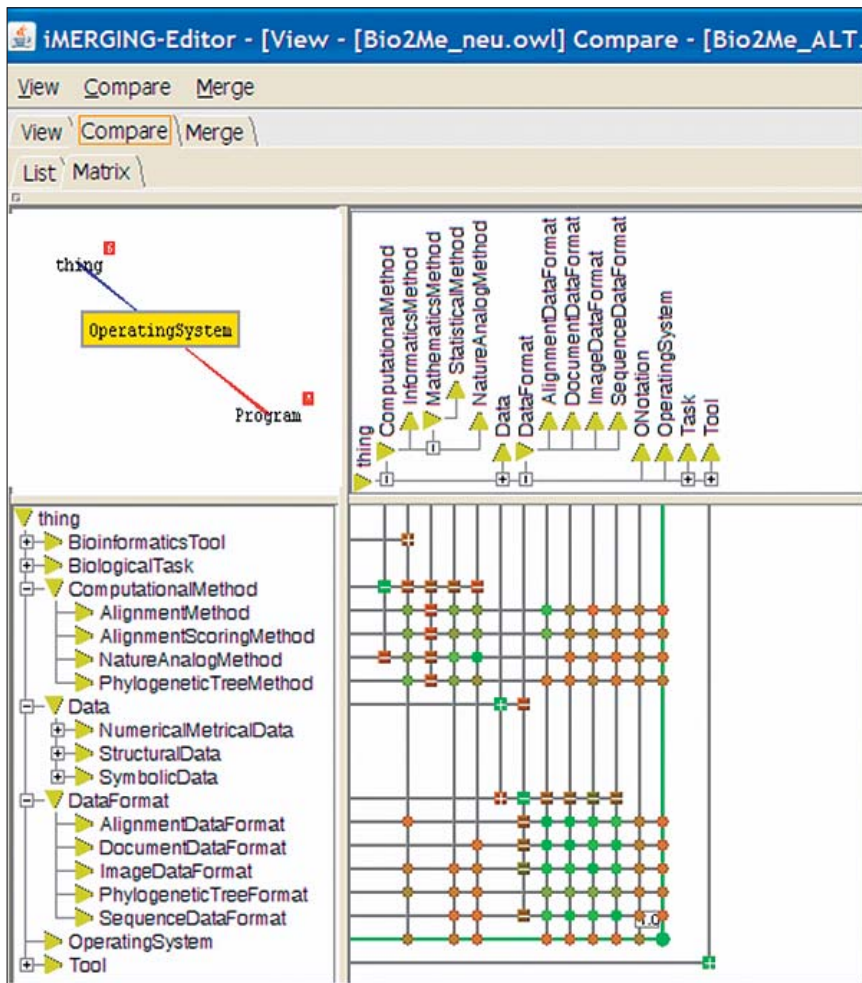 iMERGING-Editor - [View - [Bio2Me_neu.owl] Compare - [Bio2Me_ALT.
View Compare Merge
View Compare Merge
List Matrix
thing
OperatingSystem
Program
thing
ComputationalMethod
InformaticsMethod
MathematicsMethod
StatisticalMethod
NatureAnalogMethod
Data
DataFormat
AlignmentDataFormat
DocumentDataFormat
ImageDataFormat
SequenceDataFormat
ONotation
OperatingSystem
Task
Tool
thing
BioinformaticsTool
BiologicalTask
ComputationalMethod
AlignmentMethod
AlignmentScoringMethod
NatureAnalogMethod
PhylogeneticTreeMethod
Data
NumericalMetricalData
StructuralData
SymbolicData
DataFormat
AlignmentDataFormat
DocumentDataFormat
ImageDataFormat
PhylogeneticTreeFormat
SequenceDataFormat
OperatingSystem
Tool